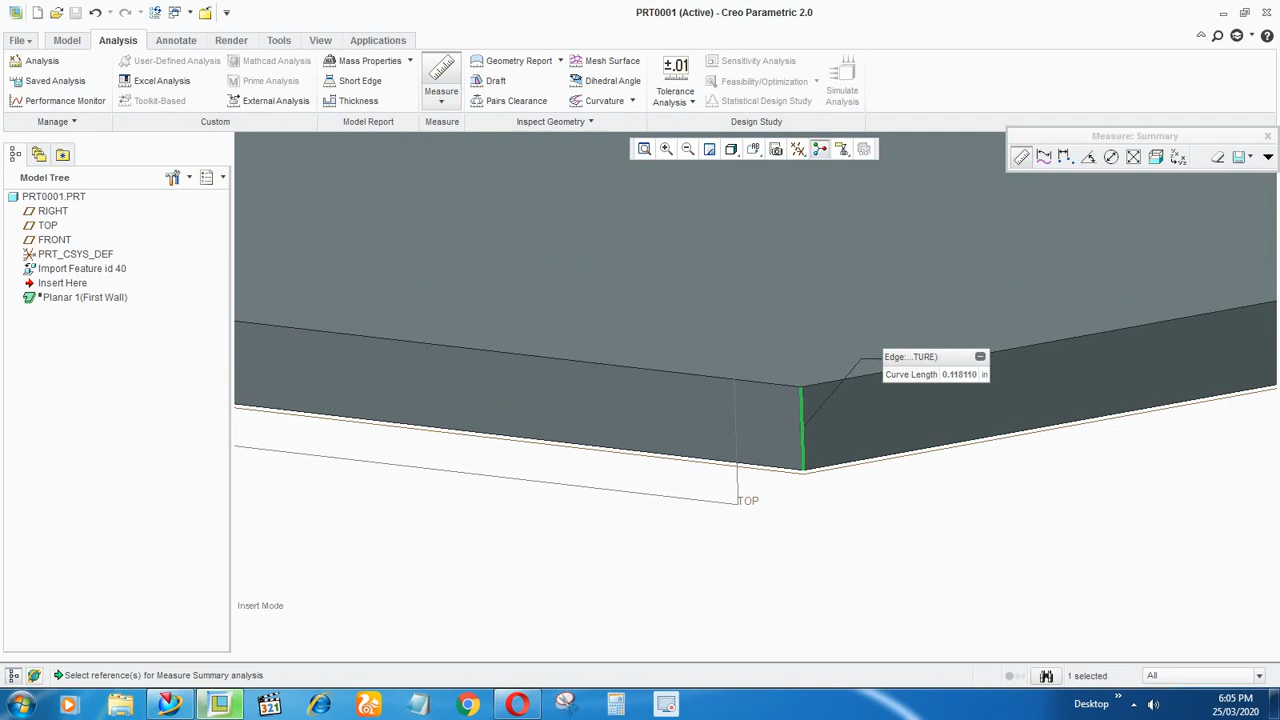 PRT0001 (Active) - Creo Parametric 2.0
File
Model
Analysis
Annotate
Render
Tools
View
Applications
Analysis
Saved Analysis
Performance Monitor
Manage
User-Defined Analysis
Excel Analysis
Toolkit-Based
Mathcad Analysis
Prime Analysis
External Analysis
Custom
Mass Properties
Short Edge
Thickness
Model Report
Measure
Measure
Geometry Report
Draft
Pairs Clearance
Mesh Surface
Dihedral Angle
Curvature
Inspect Geometry
±.01
Tolerance
Analysis
Sensitivity Analysis
Feasibility/Optimization
Statistical Design Study
Simulate
Analysis
Design Study
Measure: Summary
Model Tree
PRT0001.PRT
RIGHT
TOP
FRONT
PRT_CSYS_DEF
Import Feature id 40
Insert Here
Planar 1(First Wall)
Edge:...TURE)
Curve Length 0.118110 in
TOP
Insert Mode
Select reference(s) for Measure Summary analysis
1 selected
All
321
Desktop
6:05 PM
25/03/2020